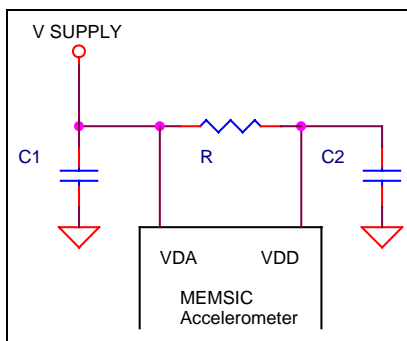 V SUPPLY
C1
R
C2
VDA
VDD
MEMSIC
Accelerometer